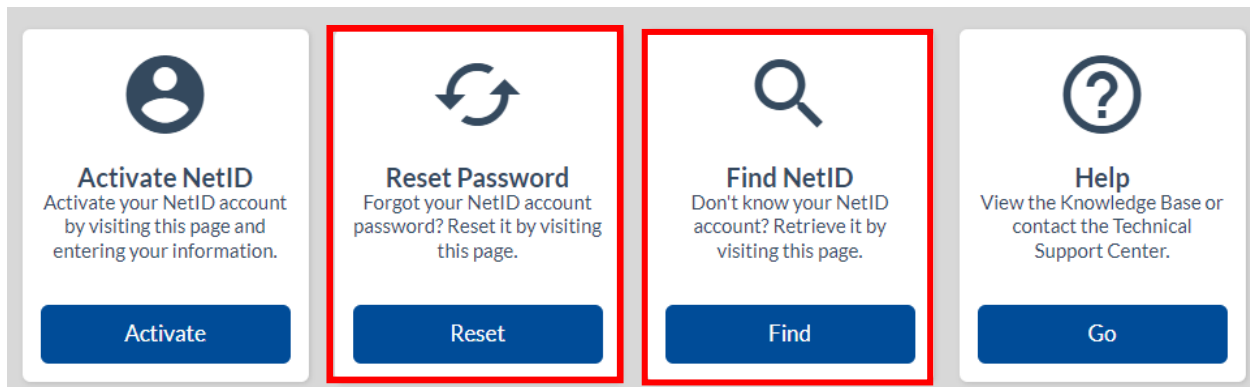 Activate NetID
Activate your NetID account
by visiting this page and
entering your information.
Activate
Reset Password
Forgot your NetID account
password? Reset it by visiting
this page.
Reset
Find NetID
Don't know your NetID
account? Retrieve it by
visiting this page.
Find
Help
View the Knowledge Base or
contact the Technical
Support Center.
Go